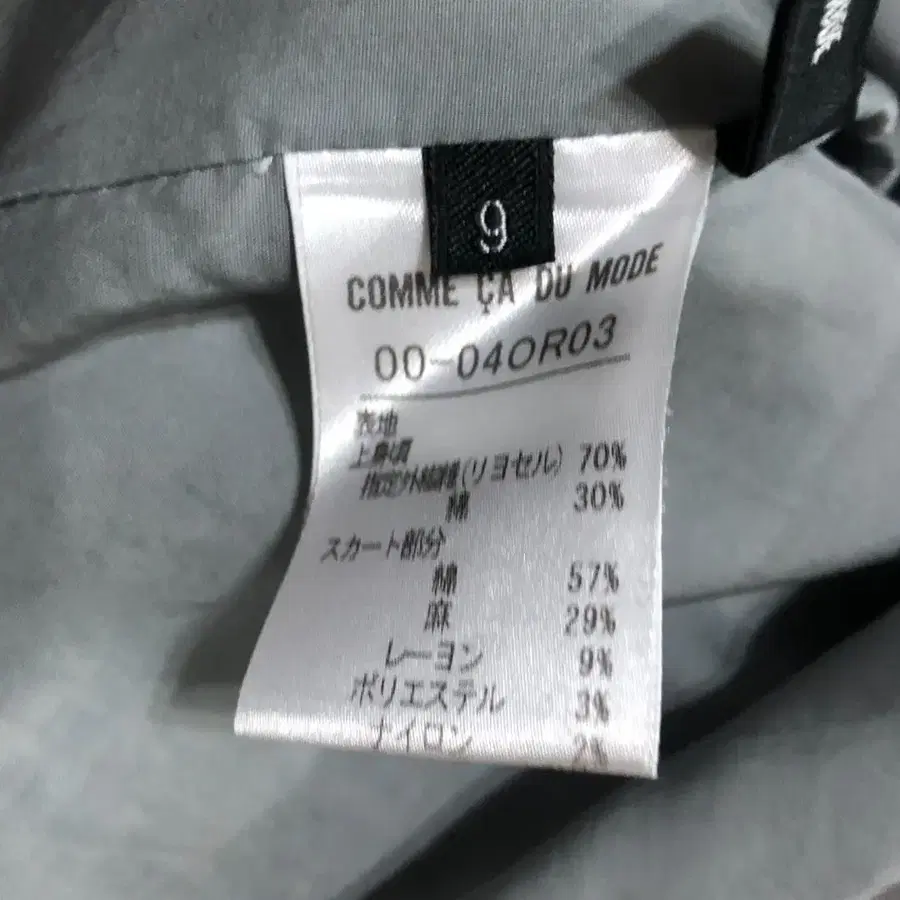 9
COMME ÇA DU MODE
00-04OR03
表地
上身頃
指定外繊維(リヨセル) 70%
綿 30%
スカート部分
綿 57%
麻 29%
レーヨン 9%
ポリエステル 3%
ナイロン 2%